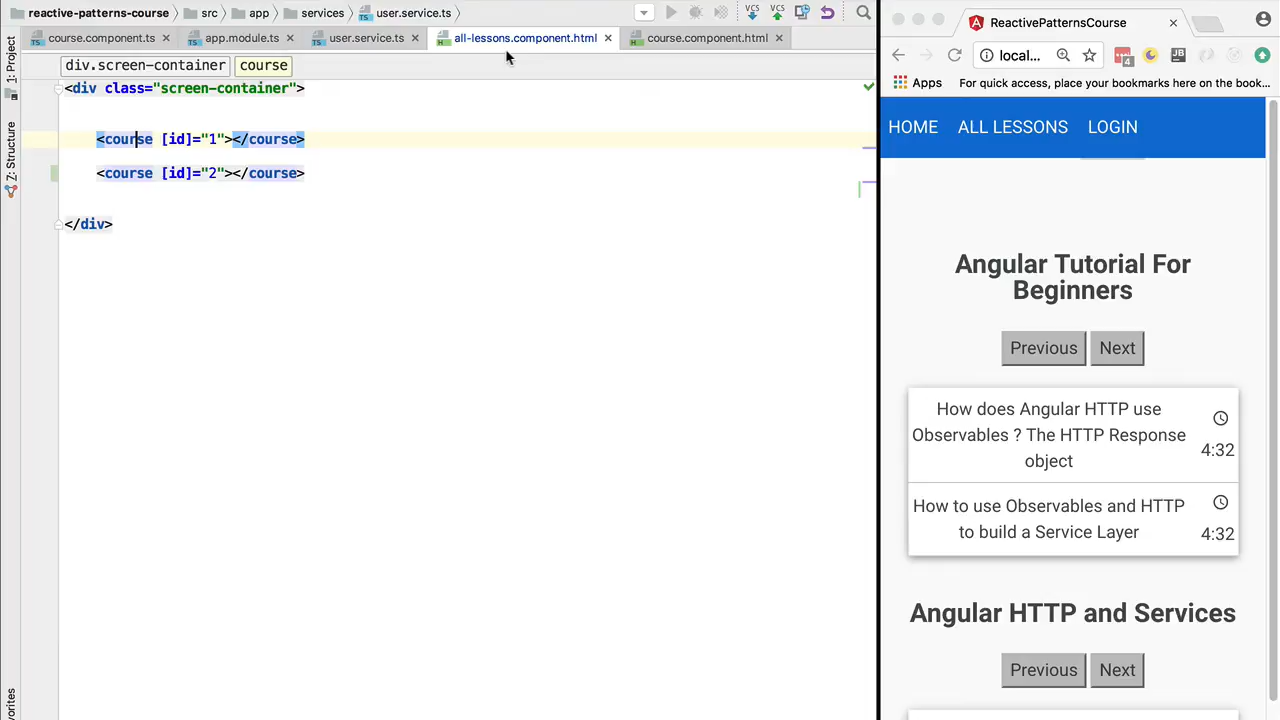 reactive-patterns-course
src
app
services
user.service.ts
VCS
VCS
course.component.ts
app.module.ts
user.service.ts
all-lessons.component.html
course.component.html
1: Project
Z: Structure
vorites
div.screen-container
course
<div class="screen-container">
<course [id]="1"></course>
<course [id]="2"></course>
</div>
ReactivePatternsCourse
local...
4
JB
Apps
For quick access, place your bookmarks here on the book...
HOME
ALL LESSONS
LOGIN
Angular Tutorial For
Beginners
Previous
Next
How does Angular HTTP use
Observables ? The HTTP Response
object
4:32
How to use Observables and HTTP
to build a Service Layer
4:32
Angular HTTP and Services
Previous
Next